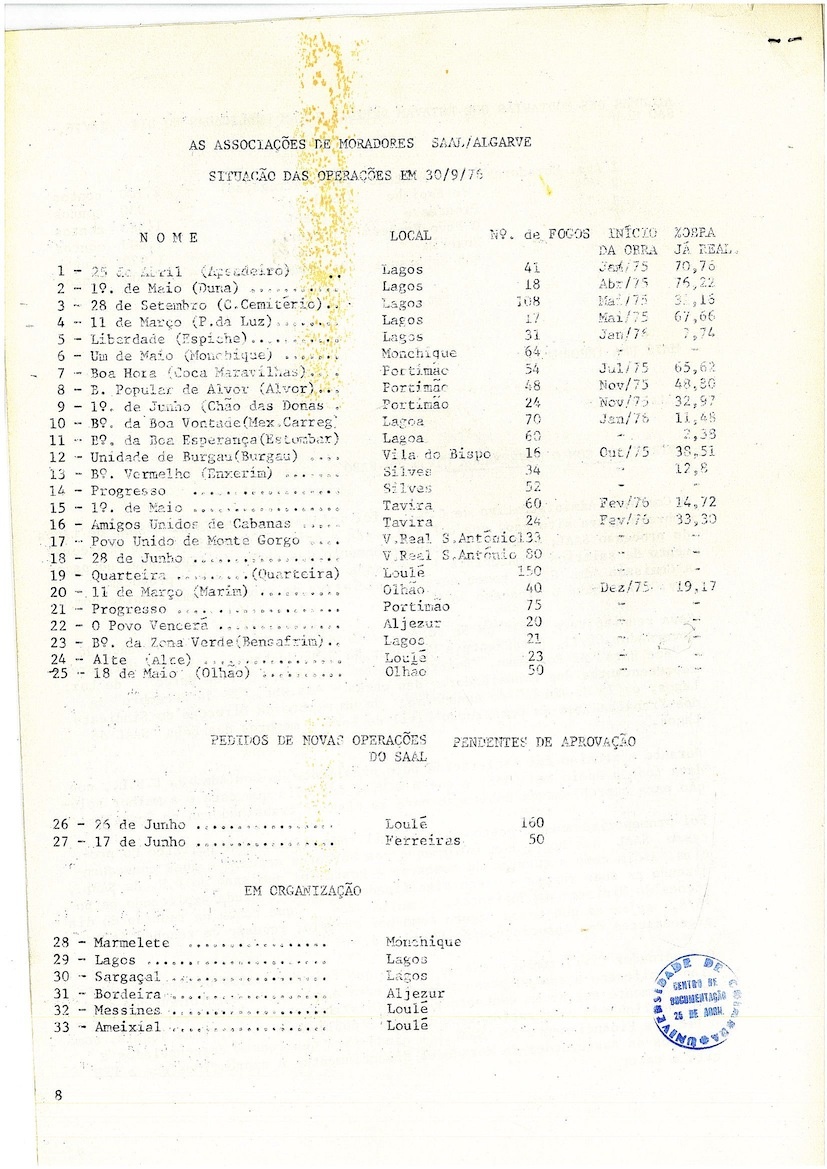 AS ASSOCIAÇÕES DE MORADORES SAAL/ALGARVE
SITUAÇÃO DAS OPERAÇÕES EM 30/9/76
N O M E LOCAL Nº. de FOGOS INÍCIO ZOBRA
DA OBRA JÁ REAL.
1 - 25 de Abril (Apeadeiro) .. Lagos 41 /75 70,76
2 - 1º. de Maio (Duna) ........... Lagos 18 Abr/75 76,22
3 - 28 de Setembro (C.Cemitério).. Lagos 108 Mai/75 ,16
4 - 11 de Março (P.da Luz)........ Lagos 17 Mai/75 67,66
5 - Liberdade (Espiche)........... Lagos 31 Jan/76 ,74
6 - Um de Maio (Monchique) ....... Monchique 64 - -
7 - Boa Hora (Coca Maravilhas).... Portimão 54 Jul/75 65,62
8 - B. Popular de Alvor (Alvor)... Portimão 48 Nov/75 48,80
9 - 1º. de Junho (Chão das Donas . Portimão 24 Nov/75 32,97
10 - Bº. da Boa Vontade(Mex.Carreg) Lagoa 70 Jan/76 11,48
11 - Bº. da Boa Esperança(Estombar) Lagoa 60 - 2,38
12 - Unidade de Burgau(Burgau) .... Vila do Bispo 16 Out/75 38,51
13 - Bº. Vermelho (Enxerim) ....... Silves 34 - 12,8
14 - Progresso ................... Silves 52 - -
15 - 1º. de Maio .................. Tavira 60 Fev/76 14,72
16 - Amigos Unidos de Cabanas ..... Tavira 24 Fev/76 33,30
17 - Povo Unido de Monte Gorgo .... V.Real S.António133 - -
18 - 28 de Junho .................. V.Real S.António 80 - -
19 - Quarteira .........(Quarteira) Loulé 150 - -
20 - 11 de Março (Marim) .......... Olhão 40 Dez/75 19,17
21 - Progresso .................... Portimão 75 - -
22 - O Povo Vencerá ............... Aljezur 20 - -
23 - Bº. da Zona Verde(Bensafrim).. Lagos 21 - -
24 - Alte (Alte) ................. Loulé 23 - -
25 - 18 de Maio (Olhão) .......... Olhão 50 - -
PEDIDOS DE NOVAS OPERAÇÕES PENDENTES DE APROVAÇÃO
DO SAAL
26 - 26 de Junho ................. Loulé 160
27 - 17 de Junho ................. Ferreiras 50
EM ORGANIZAÇÃO
28 - Marmelete .................. Monchique
29 - Lagos ....................... Lagos
30 - Sargaçal .................... Lagos
31 - Bordeira .................... Aljezur
32 - Messines .................... Loulé
33 - Ameixial .................... Loulé
UNIVERSIDADE DE COIMBRA
CENTRO DE
DOCUMENTAÇÃO
25 DE ABRIL
8